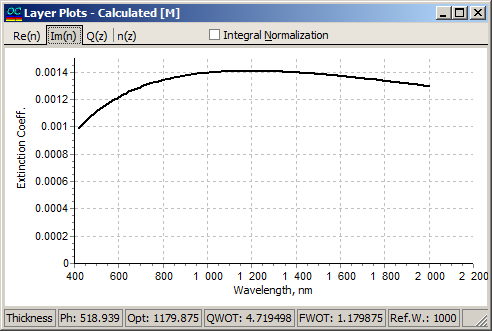 OC Layer Plots - Calculated [M]
Re(n) Im(n) Q(z) n(z) Integral Normalization
Extinction Coeff.
0.0014
0.0012
0.001
0.0008
0.0006
0.0004
0.0002
0
400 600 800 1 000 1 200 1 400 1 600 1 800 2 000 2 200
Wavelength, nm
Thickness Ph: 518.939 Opt: 1179.875 QWOT: 4.719498 FWOT: 1.179875 Ref.W.: 1000